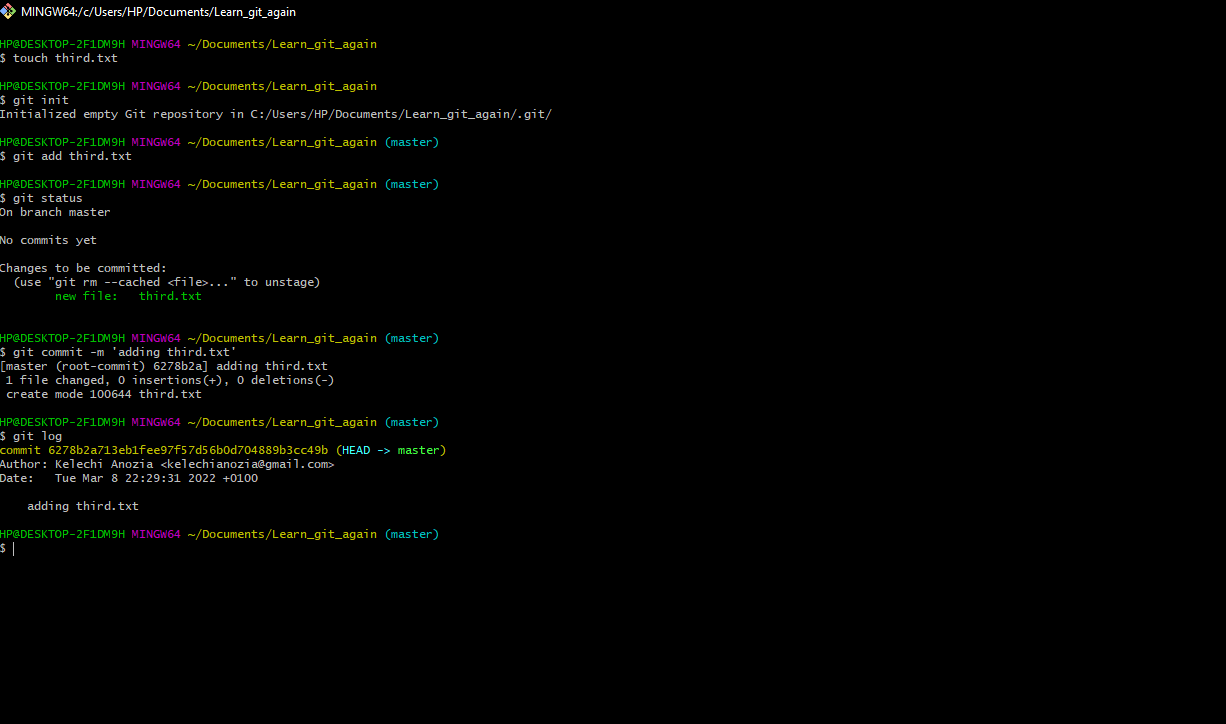 MINGW64:/c/Users/HP/Documents/Learn_git_again
HP@DESKTOP-2F1DM9H MINGW64 ~/Documents/Learn_git_again
$ touch third.txt
HP@DESKTOP-2F1DM9H MINGW64 ~/Documents/Learn_git_again
$ git init
Initialized empty Git repository in C:/Users/HP/Documents/Learn_git_again/.git/
HP@DESKTOP-2F1DM9H MINGW64 ~/Documents/Learn_git_again (master)
$ git add third.txt
HP@DESKTOP-2F1DM9H MINGW64 ~/Documents/Learn_git_again (master)
$ git status
On branch master
No commits yet
Changes to be committed:
  (use "git rm --cached <file>..." to unstage)
        new file:   third.txt
HP@DESKTOP-2F1DM9H MINGW64 ~/Documents/Learn_git_again (master)
$ git commit -m 'adding third.txt'
[master (root-commit) 6278b2a] adding third.txt
 1 file changed, 0 insertions(+), 0 deletions(-)
 create mode 100644 third.txt
HP@DESKTOP-2F1DM9H MINGW64 ~/Documents/Learn_git_again (master)
$ git log
commit 6278b2a713eb1fee97f57d56b0d704889b3cc49b (HEAD -> master)
Author: Kelechi Anozia <kelechianozia@gmail.com>
Date:   Tue Mar 8 22:29:31 2022 +0100
    adding third.txt
HP@DESKTOP-2F1DM9H MINGW64 ~/Documents/Learn_git_again (master)
$